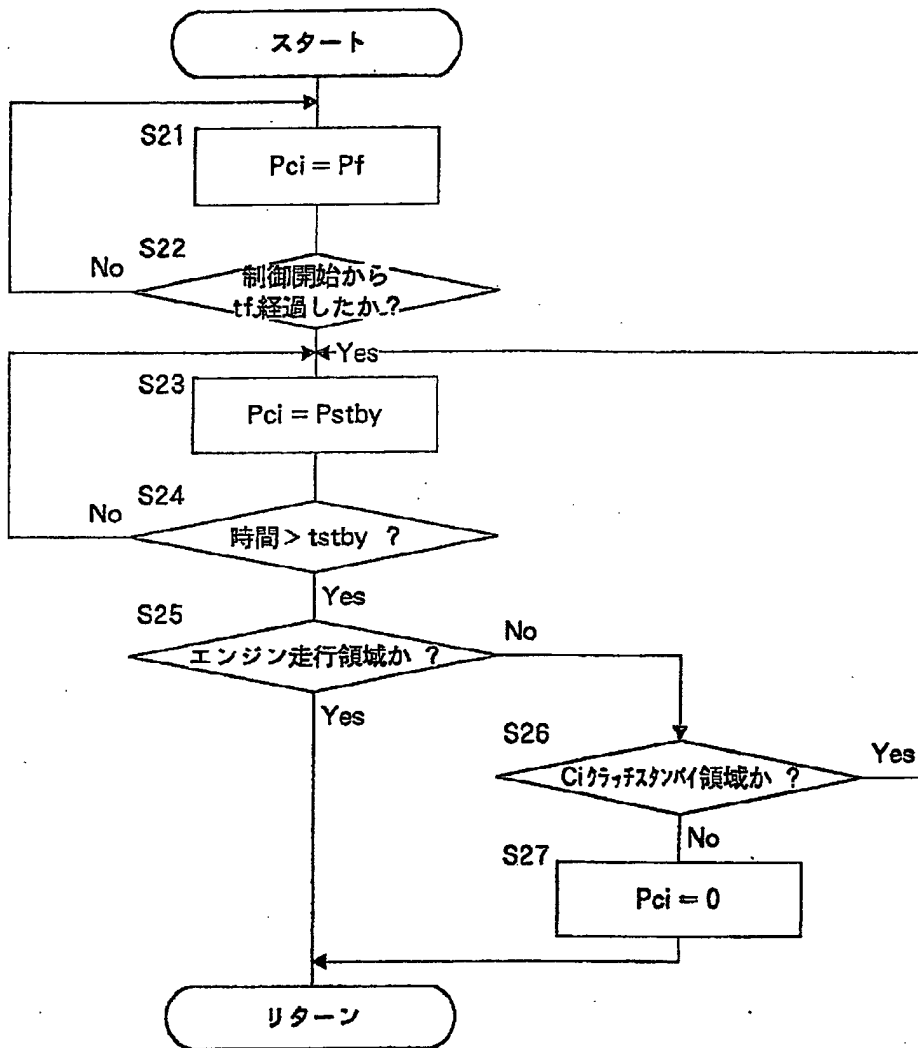 スタート
S21
Pci = Pf
S22
No
制御開始から
tf経過したか?
Yes
S23
Pci = Pstby
S24
No
時間 > tstby ?
Yes
S25
No
エンジン走行領域か ?
Yes
S26
Yes
Ciクラッチスタンバイ領域か ?
No
S27
Pci = 0
リターン